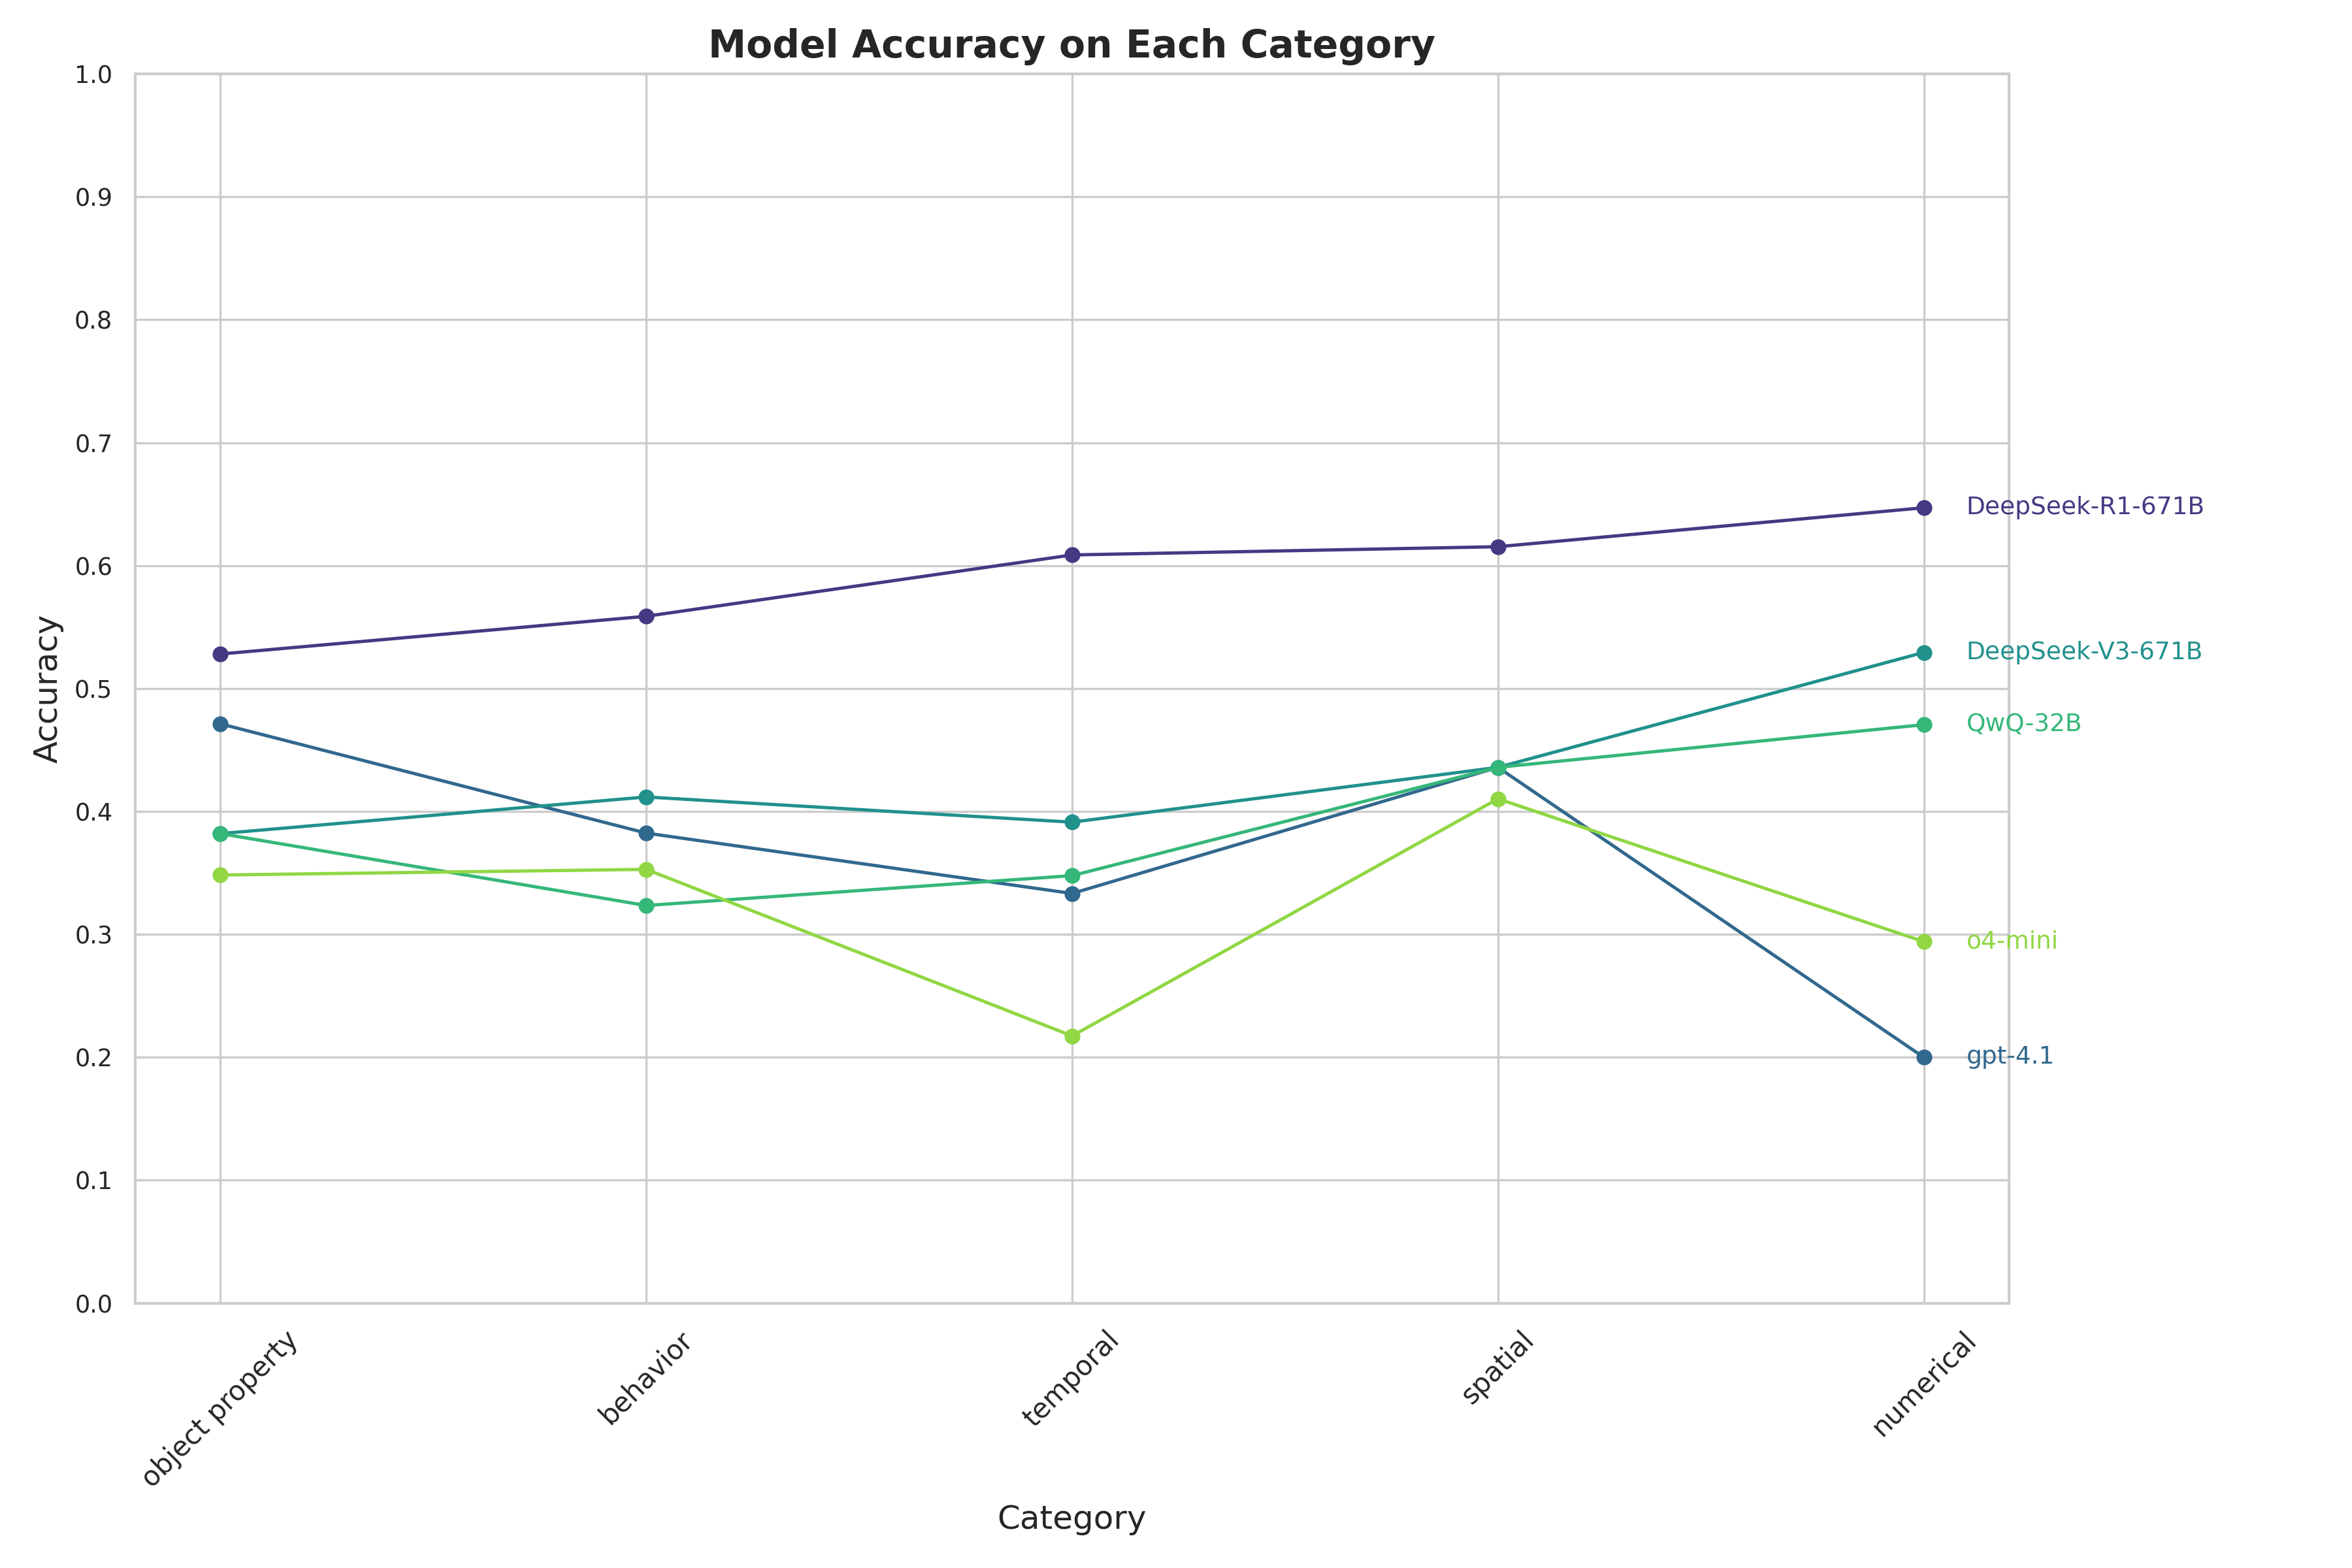 Model Accuracy on Each Category
1.0
0.9
0.8
0.7
0.6
0.5
0.4
0.3
0.2
0.1
0.0
Accuracy
DeepSeek-R1-671B
DeepSeek-V3-671B
QwQ-32B
o4-mini
gpt-4.1
object property
behavior
temporal
spatial
numerical
Category